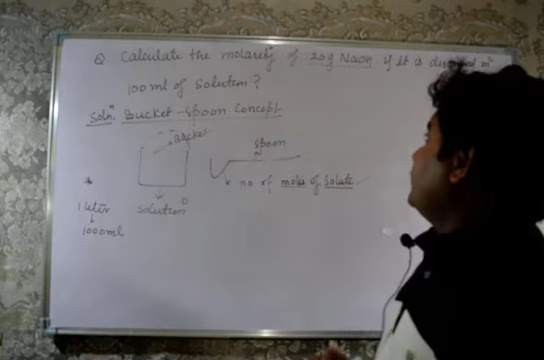 Q Calculate the molarity of 20g NaOH if it is dissolved in
100 ml of solution?
Soln. Bucket-spoon concept
Bucket
spoon
no of moles of solute
solution
1 liter
1000ml